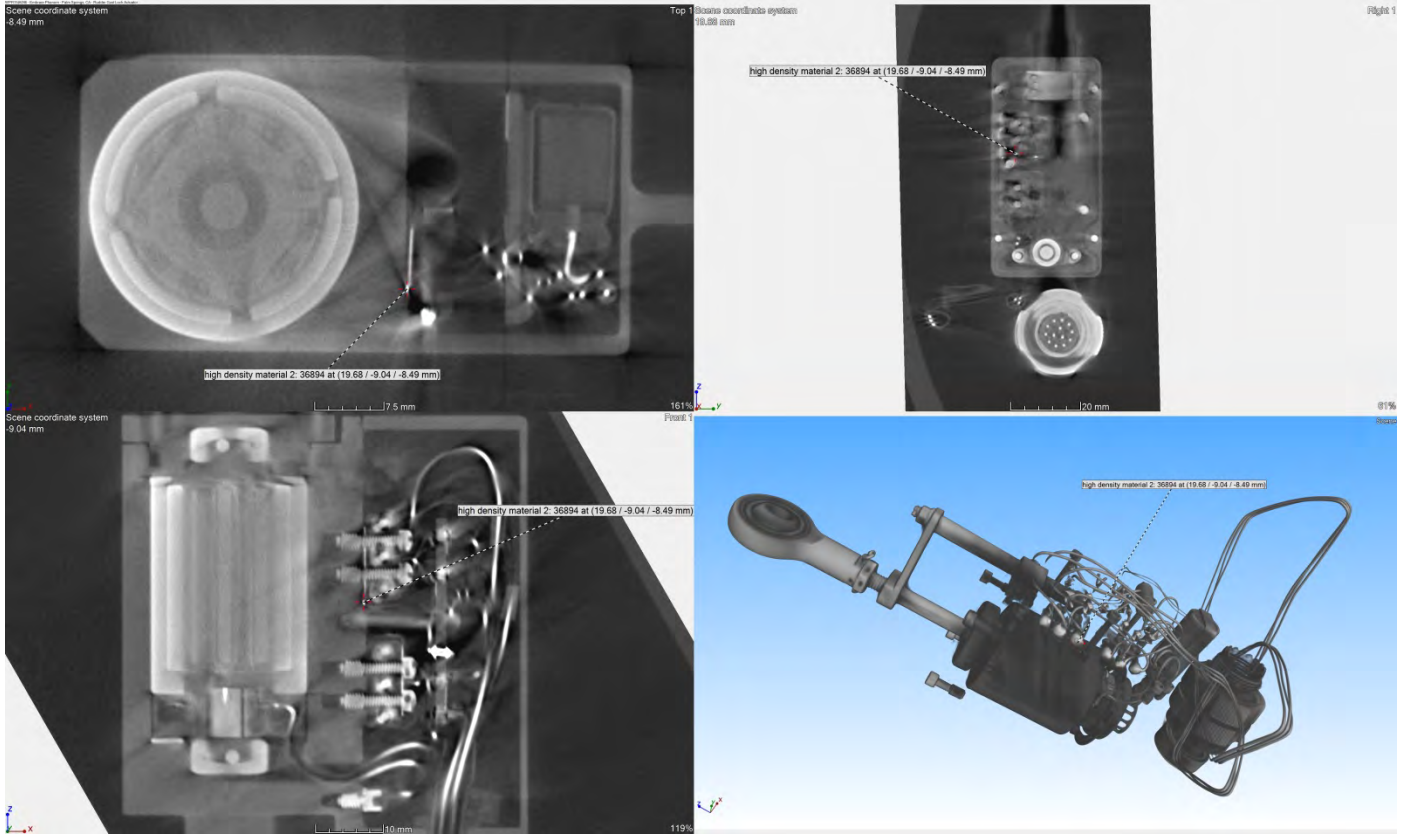 Scene coordinate system
-8.49 mm
Top 1
high density material 2: 36894 at (19.68 / -9.04 / -8.49 mm)
7.5 mm
161%
Scene coordinate system
19.68 mm
Right 1
high density material 2: 36894 at (19.68 / -9.04 / -8.49 mm)
z
y
20 mm
61%
Scene coordinate system
-9.04 mm
Front 1
high density material 2: 36894 at (19.68 / -9.04 / -8.49 mm)
z
x
10 mm
119%
Scene
high density material 2: 36894 at (19.68 / -9.04 / -8.49 mm)
z
y
x